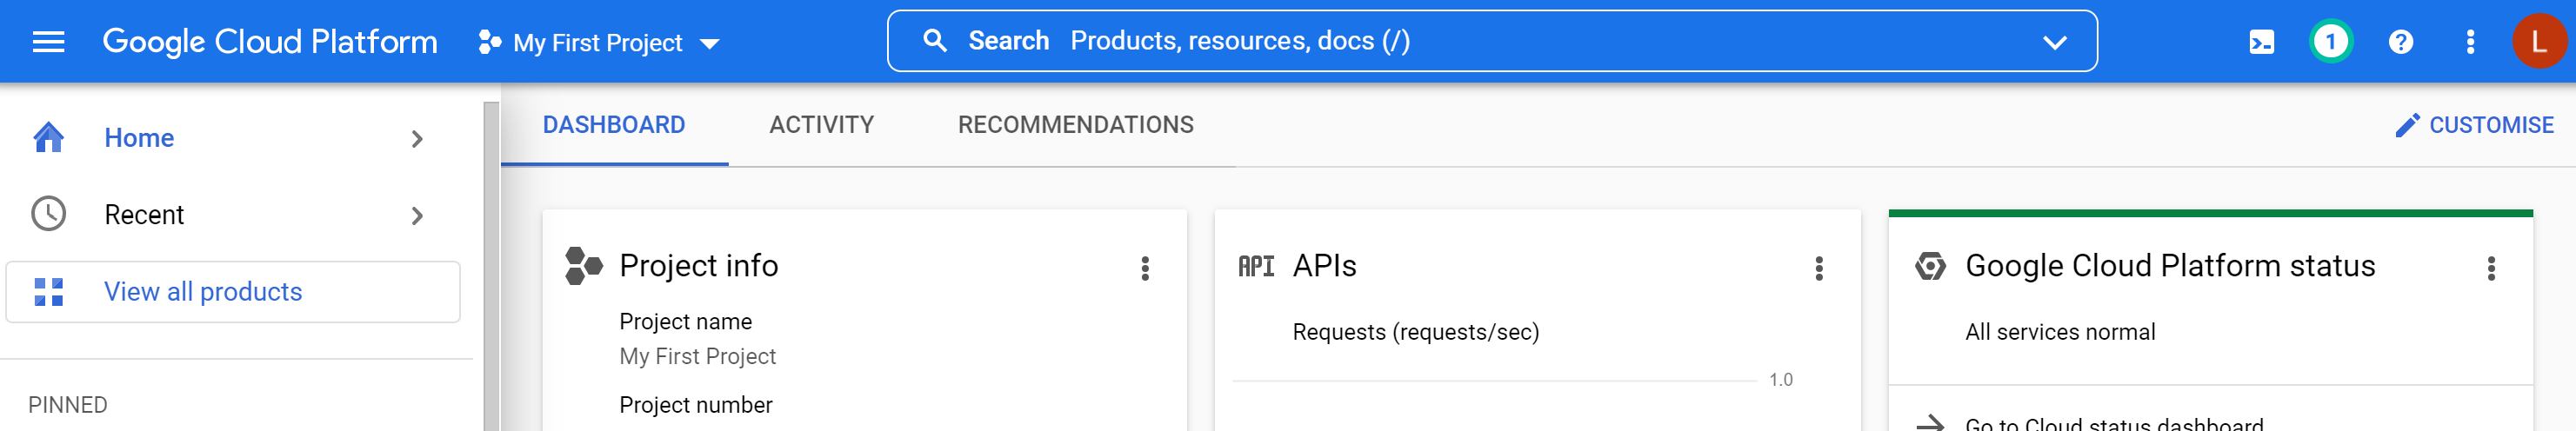 Google Cloud Platform
My First Project
Search Products, resources, docs (/)
1
L
Home
Recent
View all products
PINNED
DASHBOARD
ACTIVITY
RECOMMENDATIONS
CUSTOMISE
Project info
Project name
My First Project
Project number
API APIs
Requests (requests/sec)
1.0
Google Cloud Platform status
All services normal
Go to Cloud status dashboard